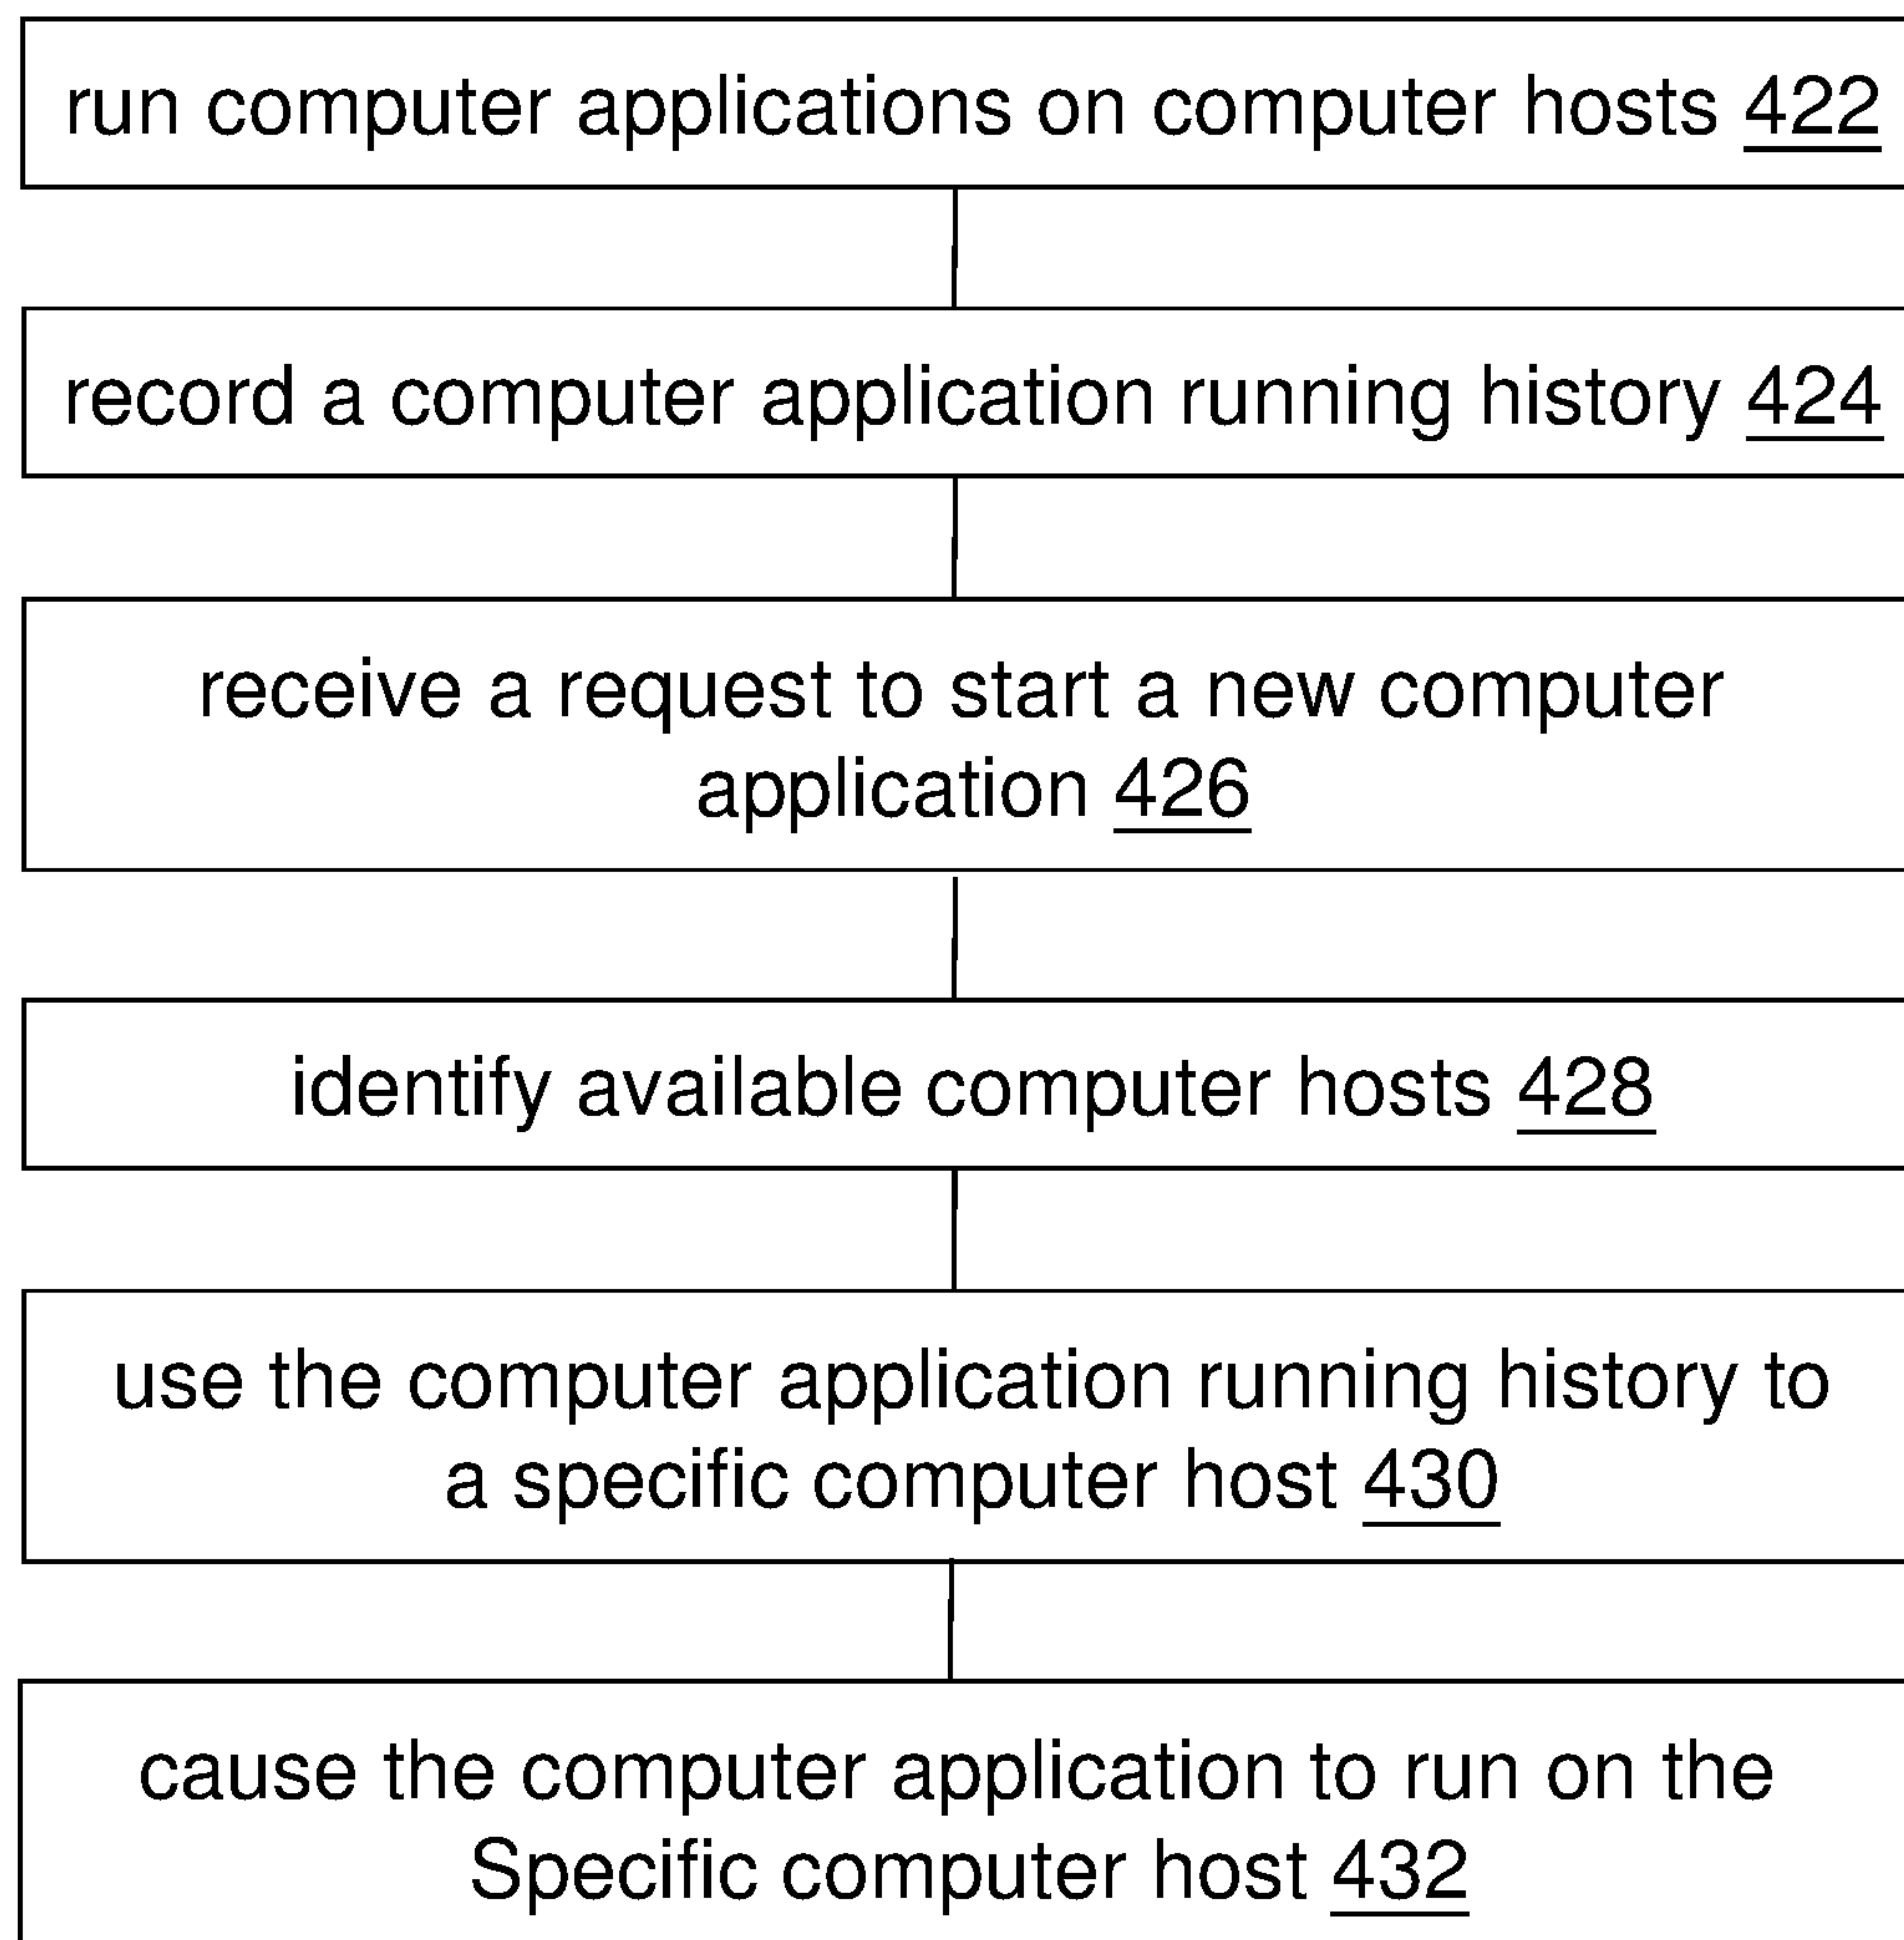 run computer applications on computer hosts 422
record a computer application running history 424
receive a request to start a new computer
application 426
identify available computer hosts 428
use the computer application running history to
a specific computer host 430
cause the computer application to run on the
Specific computer host 432